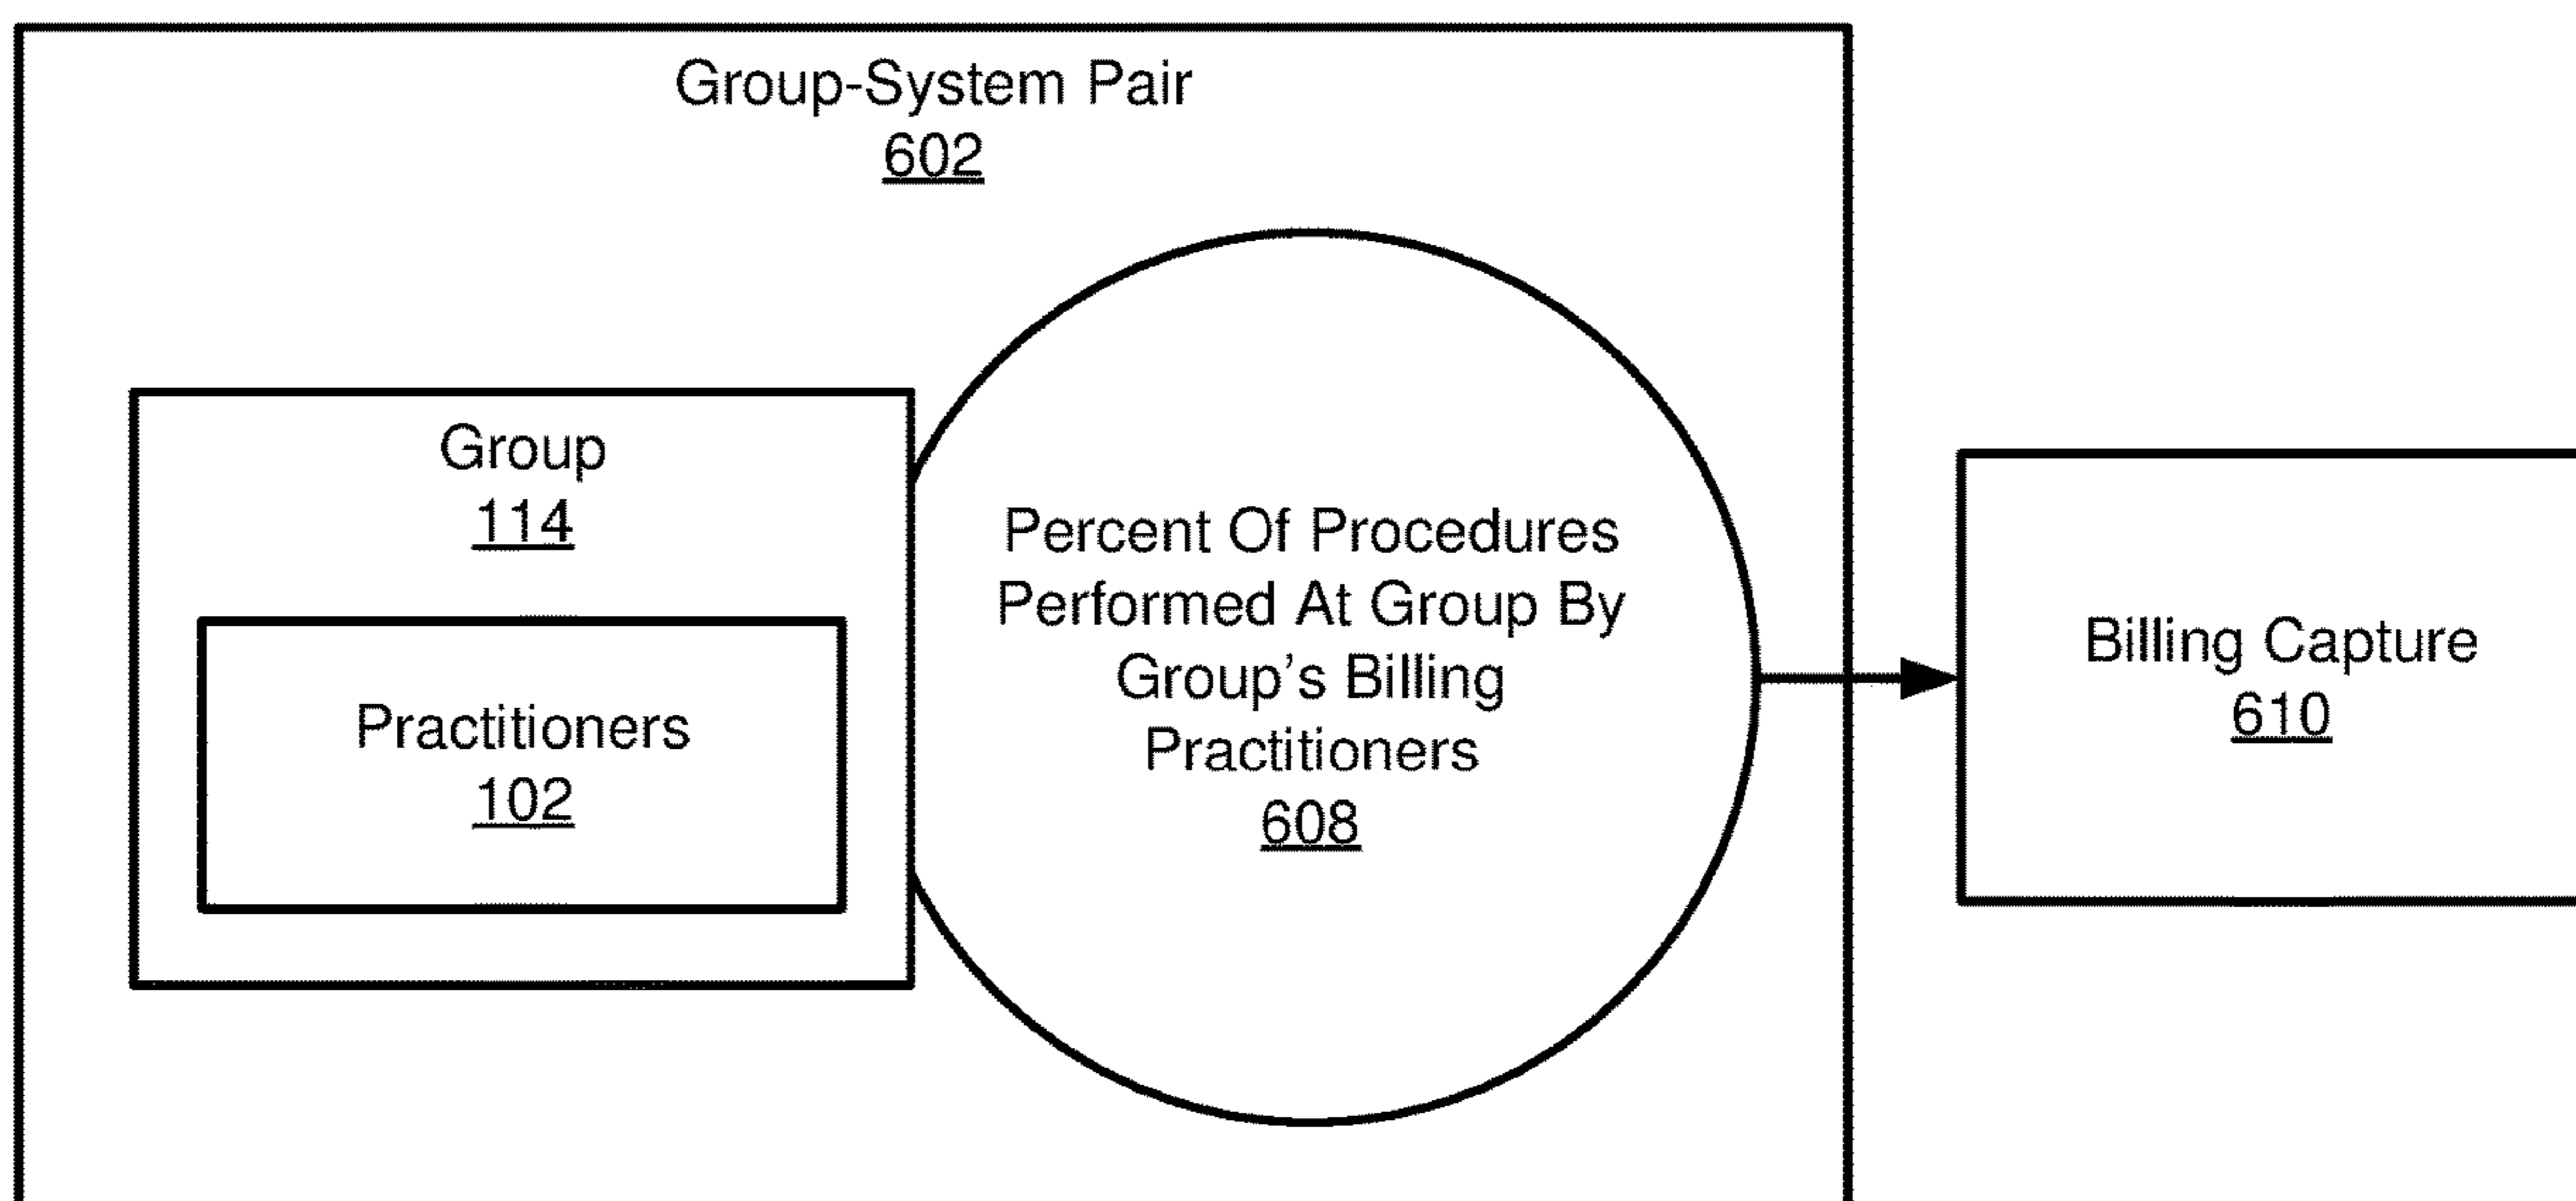 Group-System Pair
602
Group
114
Practitioners
102
Percent Of Procedures
Performed At Group By
Group's Billing
Practitioners
608
Billing Capture
610